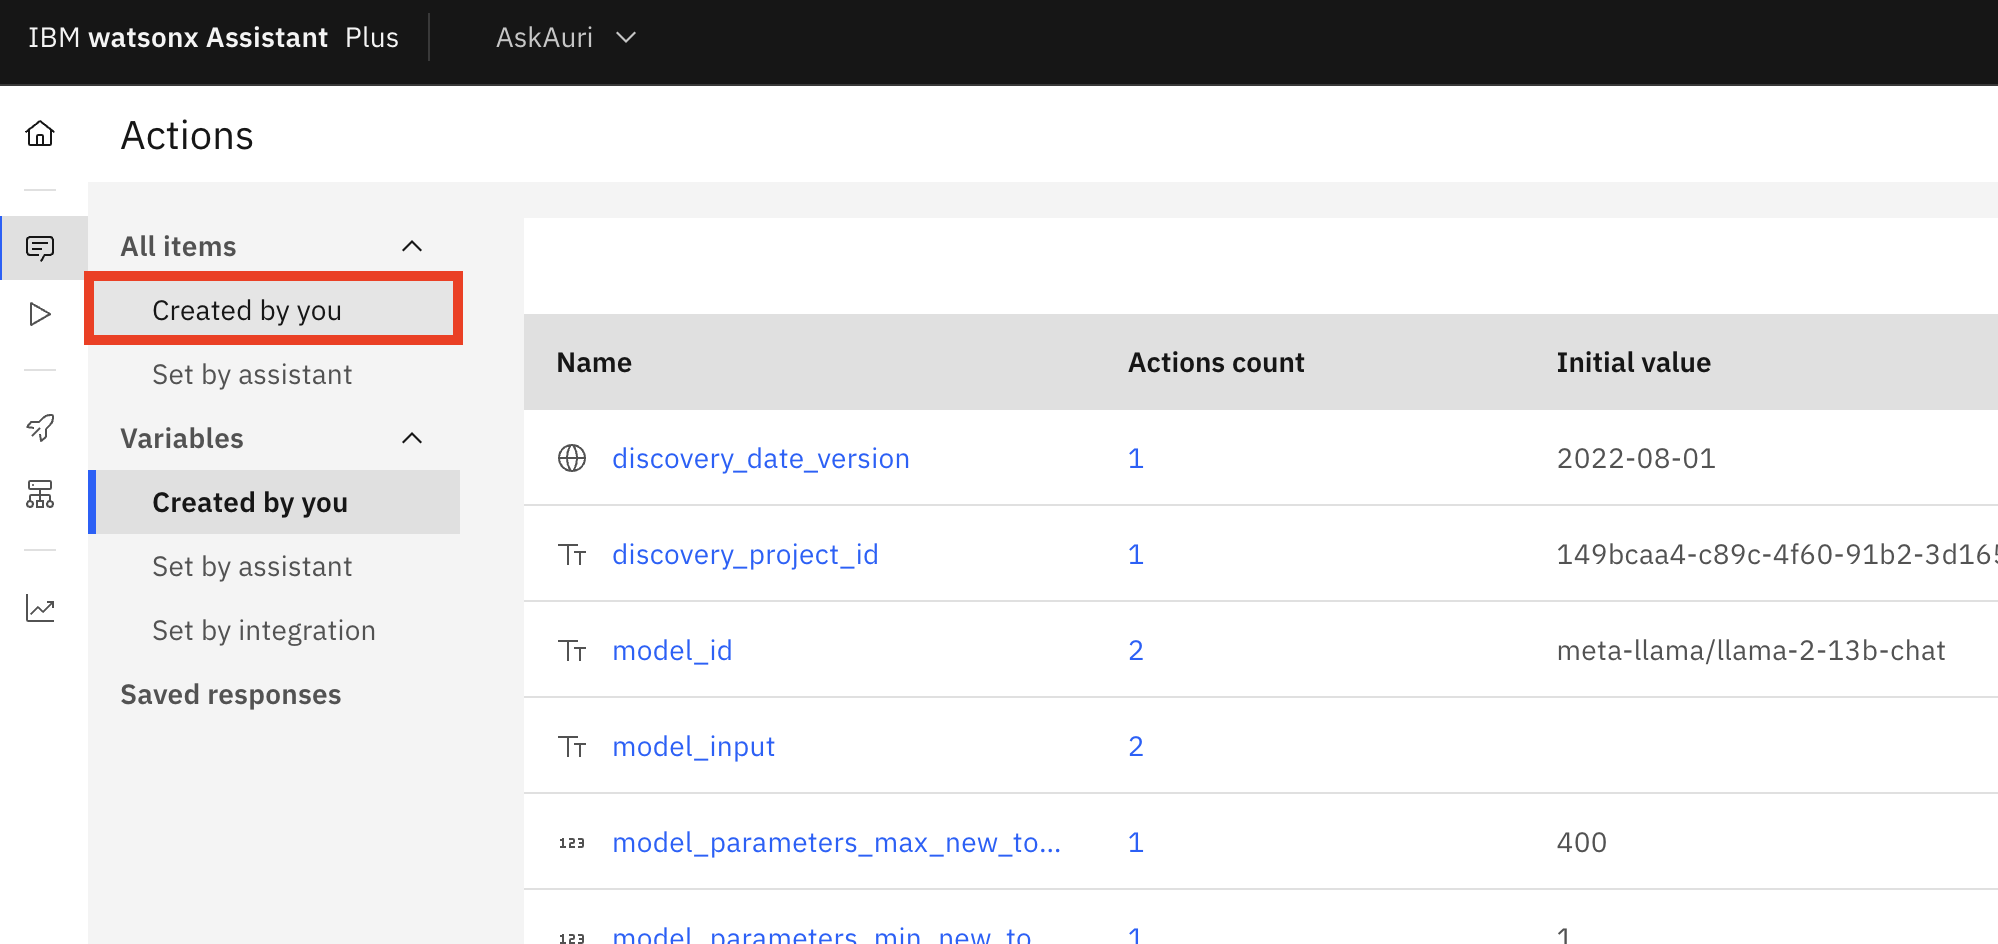 IBM watsonx Assistant Plus
AskAuri
Actions
All items
Created by you
Set by assistant
Variables
Created by you
Set by assistant
Set by integration
Saved responses
Name Actions count Initial value
discovery_date_version 1 2022-08-01
Tт discovery_project_id 1 149bcaa4-c89c-4f60-91b2-3d165
Tт model_id 2 meta-llama/llama-2-13b-chat
Tт model_input 2
123 model_parameters_max_new_to... 1 400
123 model_parameters_min_new_to 1 1